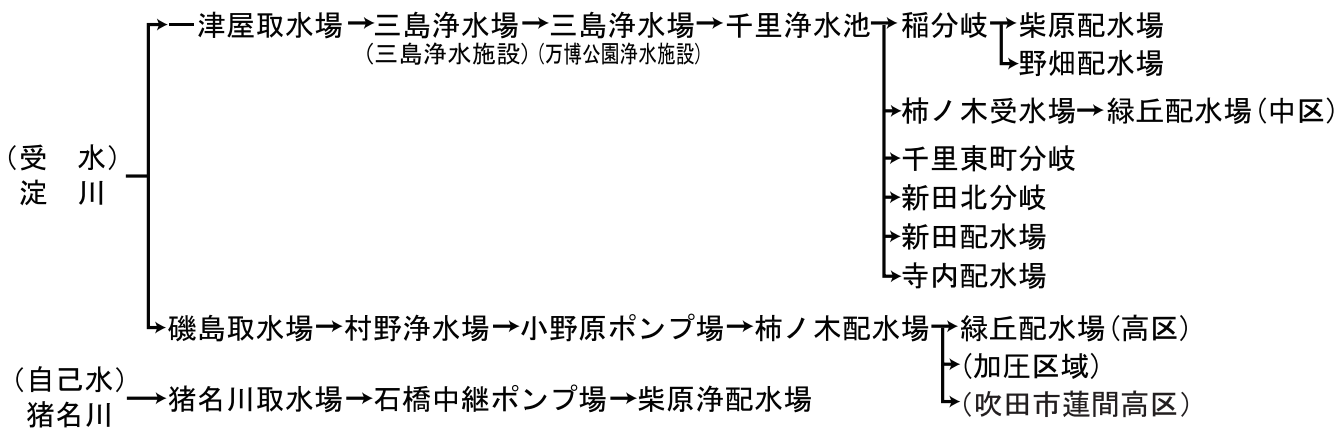 一津屋取水場→三島浄水場→三島浄水場→千里浄水池→稲分岐→柴原配水場
(三島浄水施設)(万博公園浄水施設)
→野畑配水場
→柿ノ木受水場→緑丘配水場(中区)
(受　水)
淀　川
→千里東町分岐
→新田北分岐
→新田配水場
→寺内配水場
磯島取水場→村野浄水場→小野原ポンプ場→柿ノ木配水場→緑丘配水場(高区)
→(加圧区域)
→(吹田市蓮間高区)
(自己水)
猪名川
→猪名川取水場→石橋中継ポンプ場→柴原浄配水場